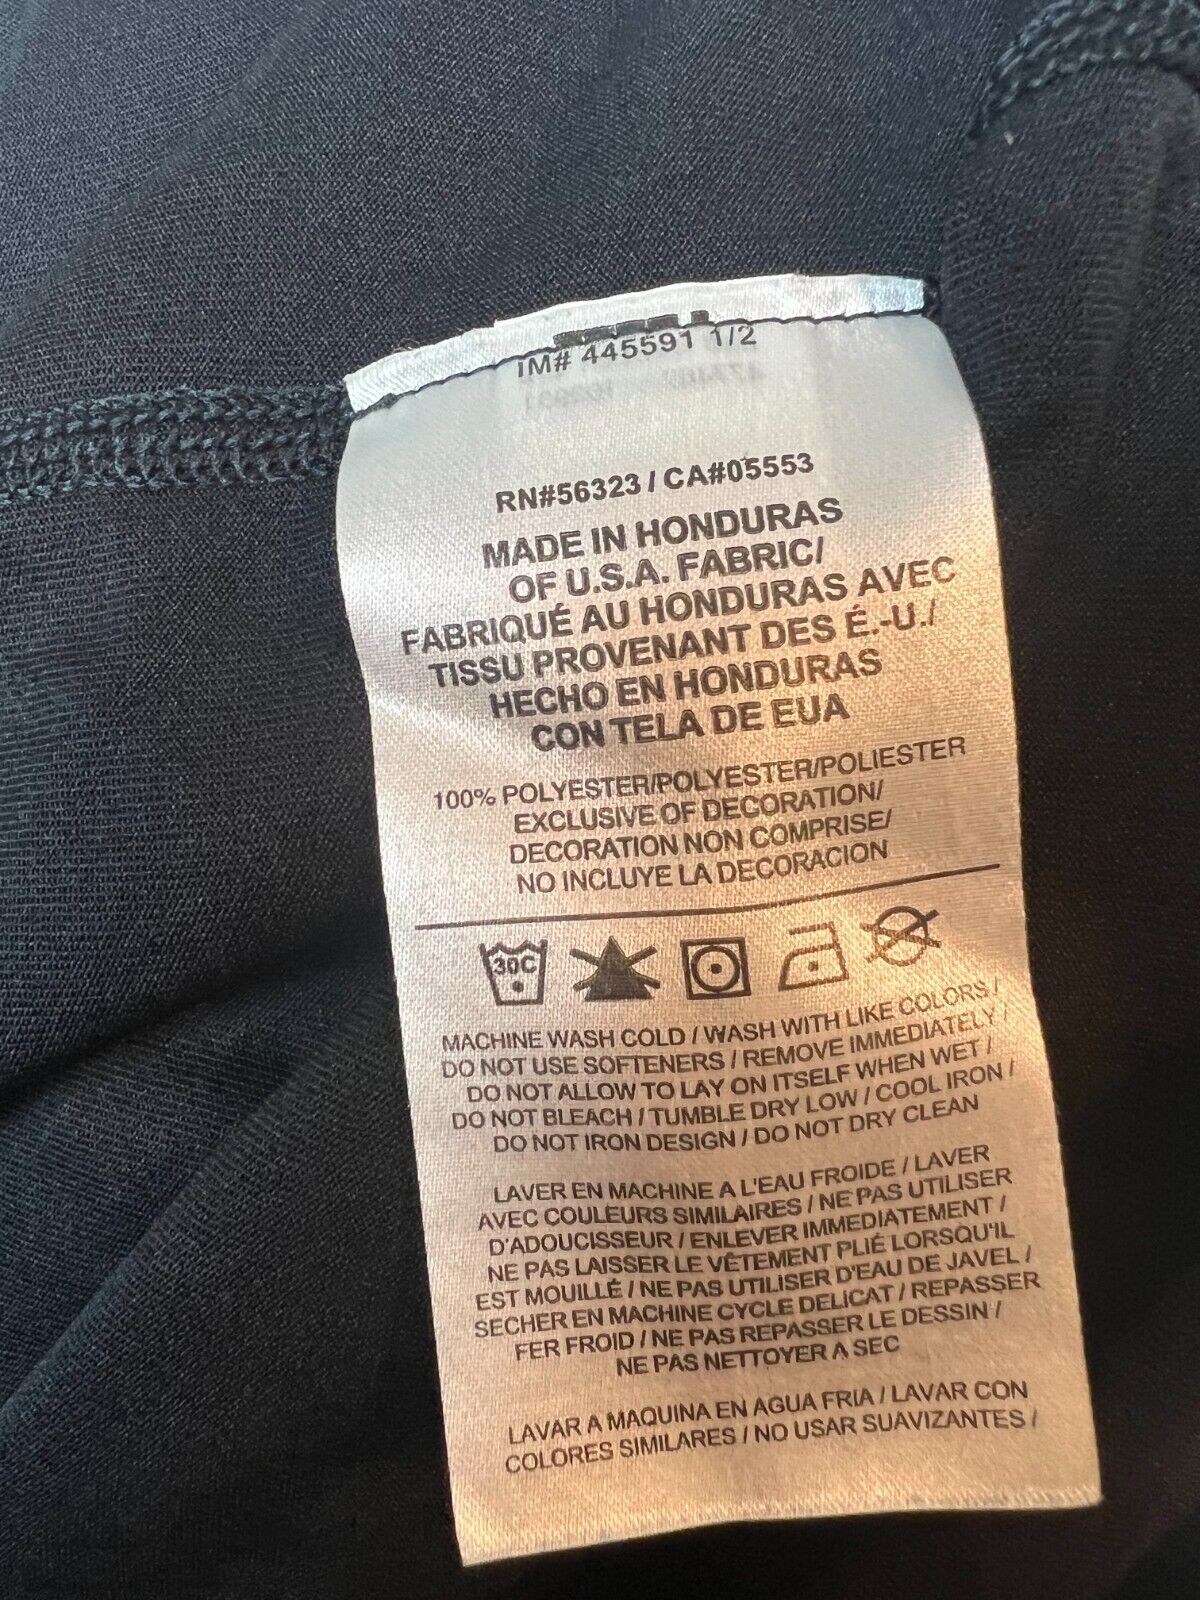 IM# 445591 1/2
RN#56323 / CA#05553
MADE IN HONDURAS
OF U.S.A. FABRIC/
FABRIQUÉ AU HONDURAS AVEC
TISSU PROVENANT DES É.-U./
HECHO EN HONDURAS
CON TELA DE EUA
100% POLYESTER/POLYESTER/POLIESTER
EXCLUSIVE OF DECORATION/
DECORATION NON COMPRISE/
NO INCLUYE LA DECORACION
30C
MACHINE WASH COLD / WASH WITH LIKE COLORS /
DO NOT USE SOFTENERS / REMOVE IMMEDIATELY /
DO NOT ALLOW TO LAY ON ITSELF WHEN WET /
DO NOT BLEACH / TUMBLE DRY LOW / COOL IRON /
DO NOT IRON DESIGN / DO NOT DRY CLEAN
LAVER EN MACHINE A L'EAU FROIDE / LAVER
AVEC COULEURS SIMILAIRES / NE PAS UTILISER
D'ADOUCISSEUR / ENLEVER IMMEDIATEMENT /
NE PAS LAISSER LE VÊTEMENT PLIÉ LORSQU'IL
EST MOUILLÉ / NE PAS UTILISER D'EAU DE JAVEL /
SECHER EN MACHINE CYCLE DELICAT / REPASSER
FER FROID / NE PAS REPASSER LE DESSIN /
NE PAS NETTOYER A SEC
LAVAR A MAQUINA EN AGUA FRIA / LAVAR CON
COLORES SIMILARES / NO USAR SUAVIZANTES /